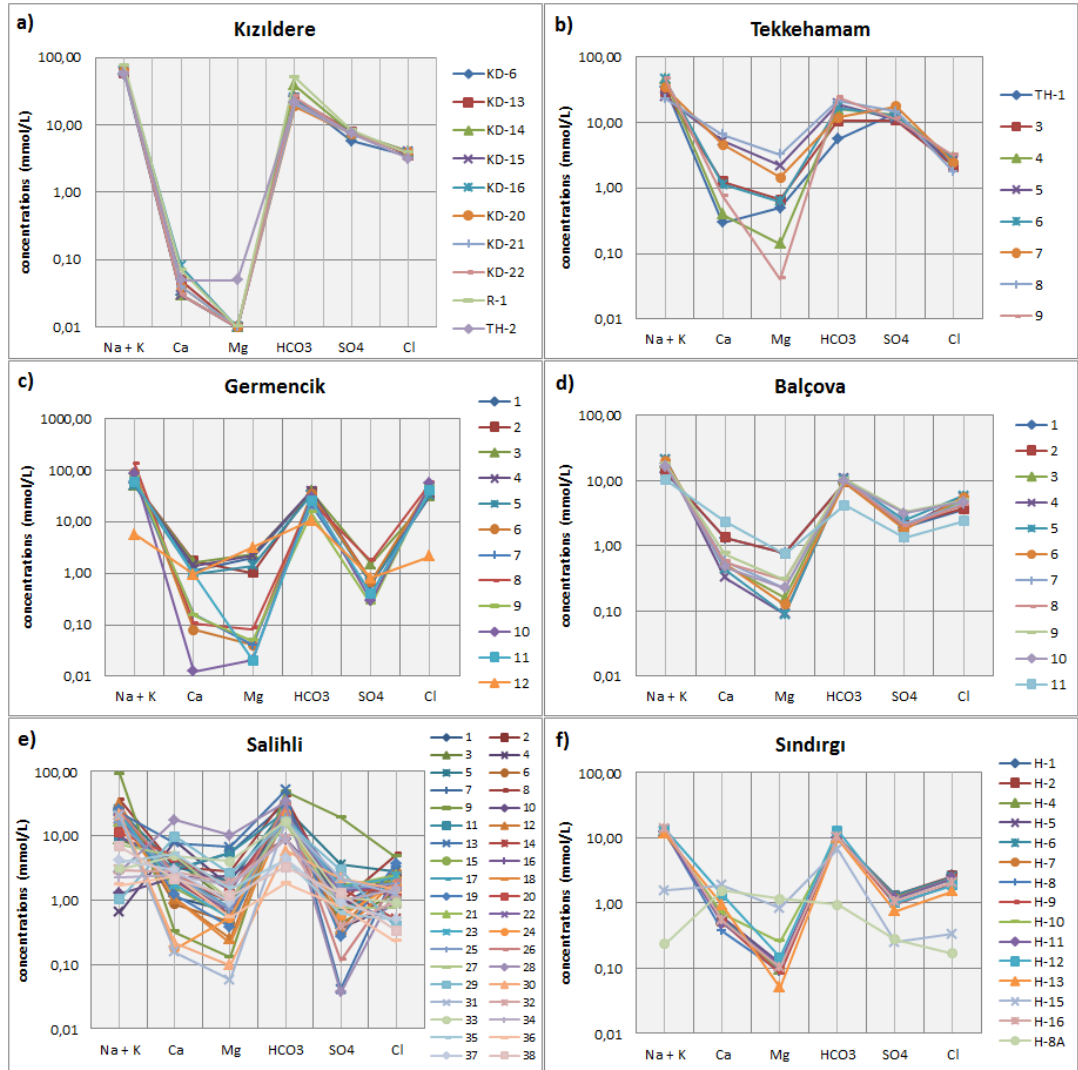 a) Kızıldere
concentrations (mmol/L)
100,00
10,00
1,00
0,10
0,01
Na + K Ca Mg HCO3 SO4 Cl
KD-6
KD-13
KD-14
KD-15
KD-16
KD-20
KD-21
KD-22
R-1
TH-2
b) Tekkehamam
concentrations (mmol/L)
100,00
10,00
1,00
0,10
0,01
Na + K Ca Mg HCO3 SO4 Cl
TH-1
3
4
5
6
7
8
9
c) Germencik
concentrations (mmol/L)
1000,00
100,00
10,00
1,00
0,10
0,01
Na + K Ca Mg HCO3 SO4 Cl
1
2
3
4
5
6
7
8
9
10
11
12
d) Balçova
concentrations (mmol/L)
100,00
10,00
1,00
0,10
0,01
Na + K Ca Mg HCO3 SO4 Cl
1
2
3
4
5
6
7
8
9
10
11
e) Salihli
concentrations (mmol/L)
100,00
10,00
1,00
0,10
0,01
Na + K Ca Mg HCO3 SO4 Cl
1 2
3 4
5 6
7 8
9 10
11 12
13 14
15 16
17 18
19 20
21 22
23 24
25 26
27 28
29 30
31 32
33 34
35 36
37 38
f) Sındırgı
concentrations (mmol/L)
100,00
10,00
1,00
0,10
0,01
Na + K Ca Mg HCO3 SO4 Cl
H-1
H-2
H-4
H-5
H-6
H-7
H-8
H-9
H-10
H-11
H-12
H-13
H-15
H-16
H-8A